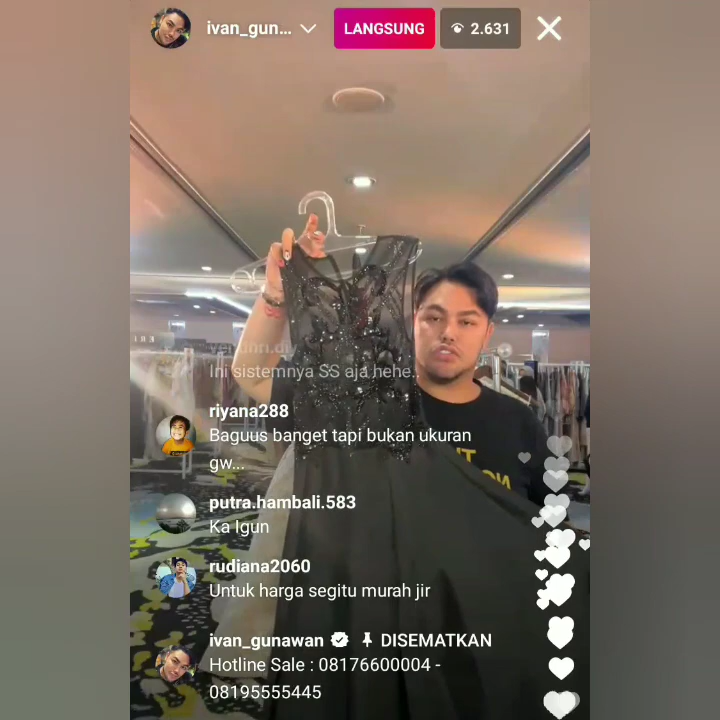 ivan_gun...
LANGSUNG
2.631
Ini sistemnya SS aja hehe..
riyana288
Baguus banget tapi bukan ukuran
gw...
putra.hambali.583
Ka Igun
rudiana2060
Untuk harga segitu murah jir
ivan_gunawan DISEMATKAN
Hotline Sale : 08176600004 -
08195555445